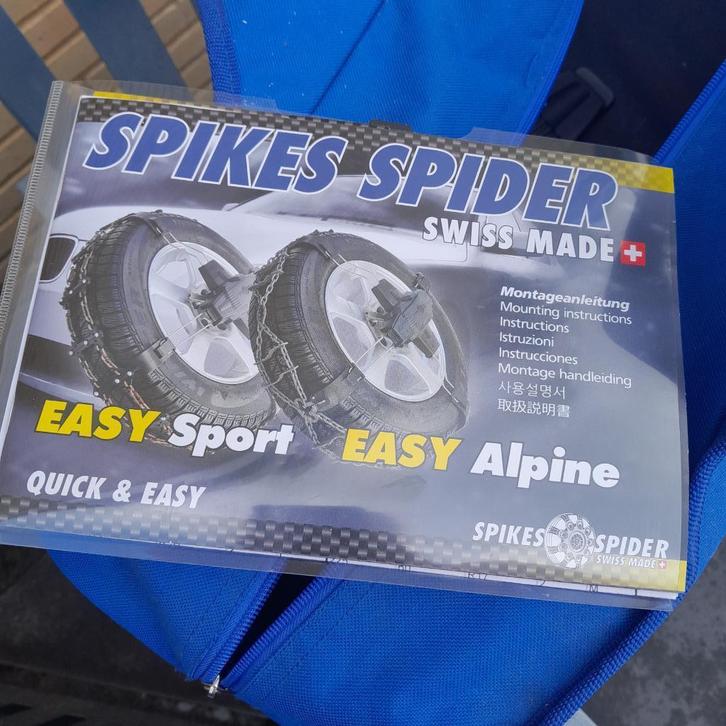 SPIKES SPIDER
SWISS MADE
Montageanleitung
Mounting instructions
Instructions
Istruzioni
Instrucciones
Montage handleiding
사용설명서
取扱説明書
EASY Sport
EASY Alpine
QUICK & EASY
SPIKES SPIDER
SWISS MADE